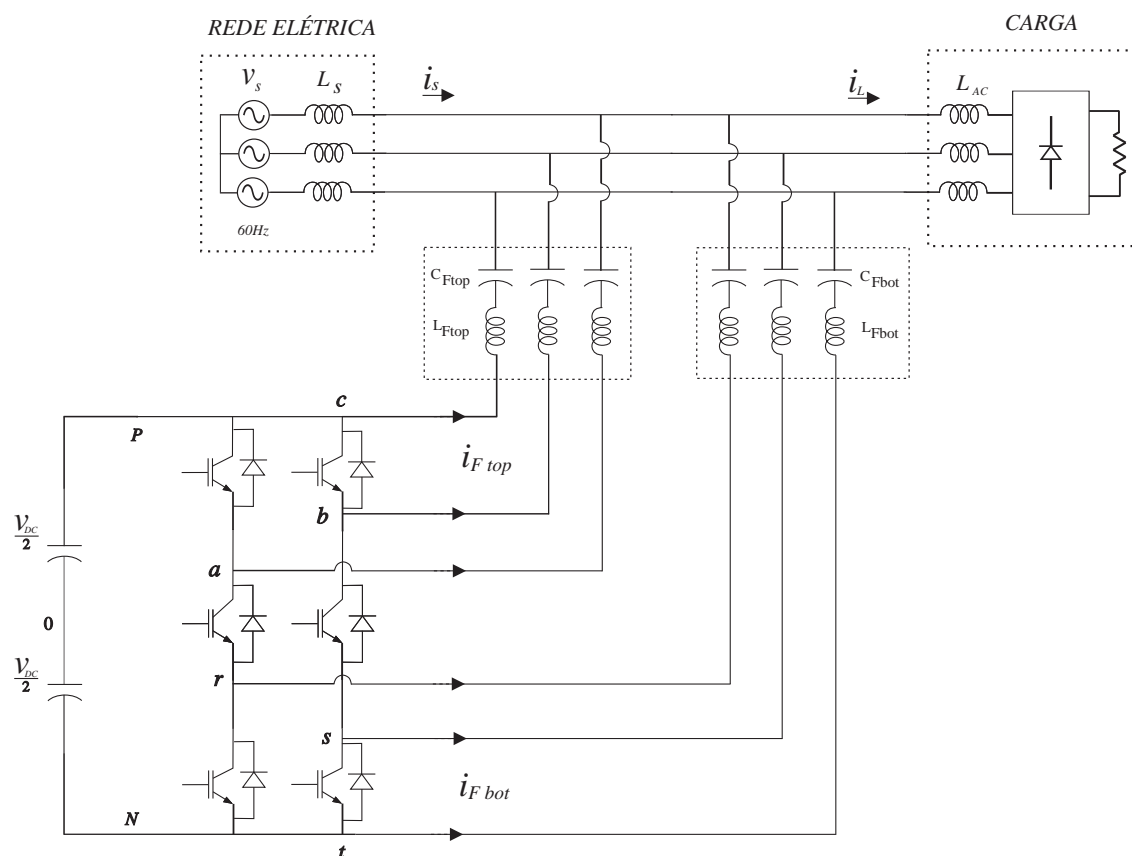 REDE ELÉTRICA
CARGA
v_s
L_s
i_s
i_L
L_AC
60Hz
C_Ftop
C_Fbot
L_Ftop
L_Fbot
c
P
i_F top
b
v_DC/2
a
0
v_DC/2
r
s
i_F bot
N
t